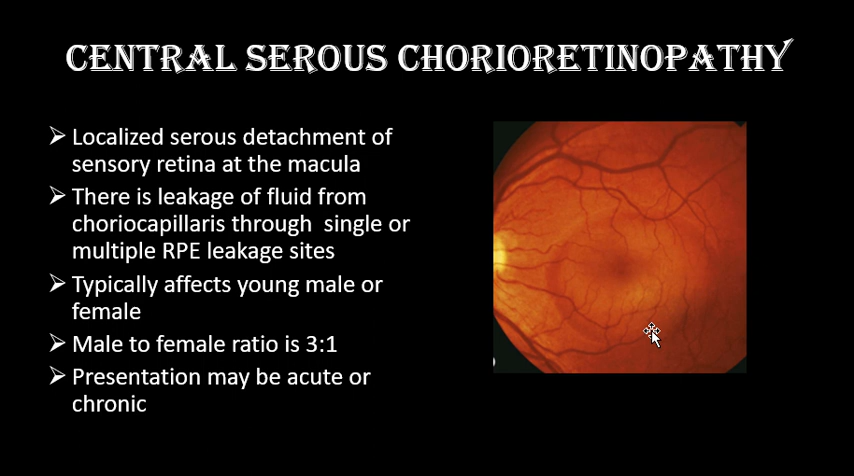 CENTRAL SEROUS CHORIORETINOPATHY
➢ Localized serous detachment of
sensory retina at the macula
➢ There is leakage of fluid from
choriocapillaris through single or
multiple RPE leakage sites
➢ Typically affects young male or
female
➢ Male to female ratio is 3:1
➢ Presentation may be acute or
chronic